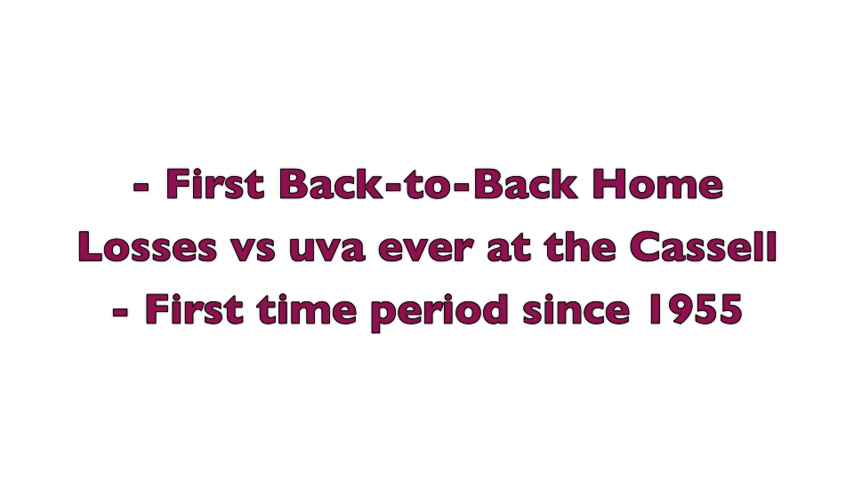 - First Back-to-Back Home
Losses vs uva ever at the Cassell
- First time period since 1955